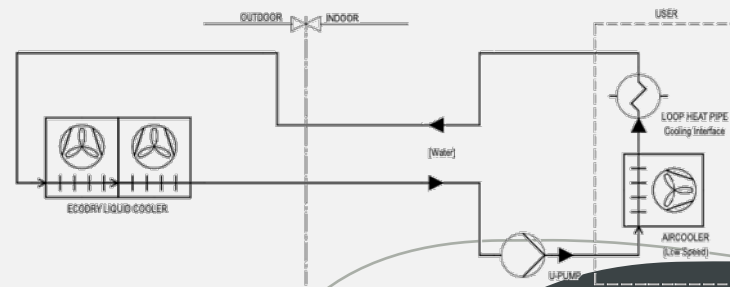 OUTDOOR INDOOR
USER
LOOP HEAT PIPE
Cooling Interface
[Water]
ECODRY LIQUID COOLER
AIRCOOLER
(Low Speed)
U-PUMP